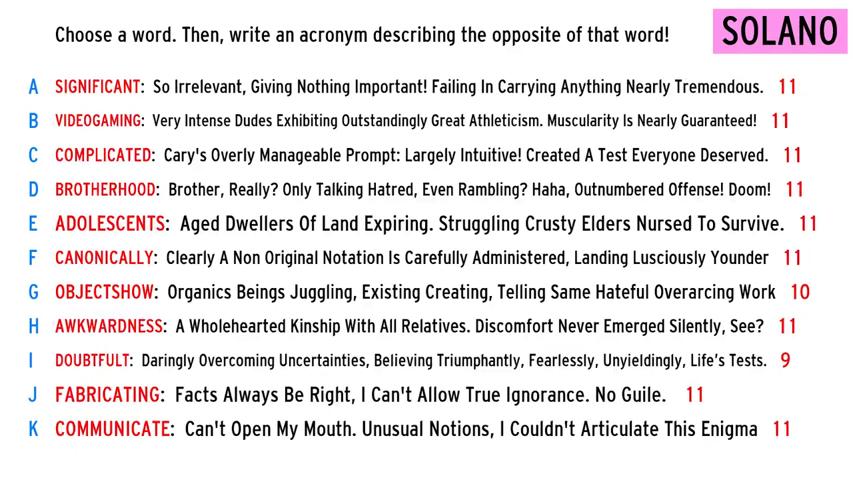 Choose a word. Then, write an acronym describing the opposite of that word!
SOLANO
A SIGNIFICANT: So Irrelevant, Giving Nothing Important! Failing In Carrying Anything Nearly Tremendous. 11
B VIDEOGAMING: Very Intense Dudes Exhibiting Outstandingly Great Athleticism. Muscularity Is Nearly Guaranteed! 11
C COMPLICATED: Cary's Overly Manageable Prompt: Largely Intuitive! Created A Test Everyone Deserved. 11
D BROTHERHOOD: Brother, Really? Only Talking Hatred, Even Rambling? Haha, Outnumbered Offense! Doom! 11
E ADOLESCENTS: Aged Dwellers Of Land Expiring. Struggling Crusty Elders Nursed To Survive. 11
F CANONICALLY: Clearly A Non Original Notation Is Carefully Administered, Landing Lusciously Younder 11
G OBJECTSHOW: Organics Beings Juggling, Existing Creating, Telling Same Hateful Overarcing Work 10
H AWKWARDNESS: A Wholehearted Kinship With All Relatives. Discomfort Never Emerged Silently, See? 11
I DOUBTFULT: Daringly Overcoming Uncertainties, Believing Triumphantly, Fearlessly, Unyieldingly, Life's Tests. 9
J FABRICATING: Facts Always Be Right, I Can't Allow True Ignorance. No Guile. 11
K COMMUNICATE: Can't Open My Mouth. Unusual Notions, I Couldn't Articulate This Enigma 11